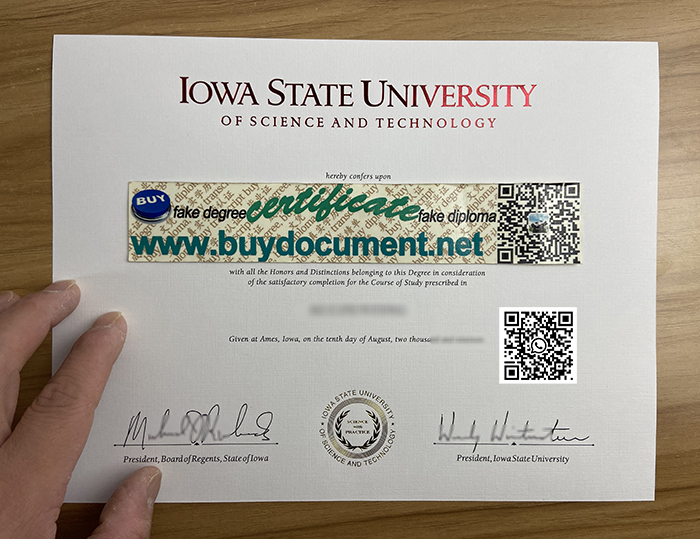 IOWA STATE UNIVERSITY
OF SCIENCE AND TECHNOLOGY
hereby confers upon
BUY
fake degree certificate fake diploma
www.buydocument.net
with all the Honors and Distinctions belonging to this Degree in consideration
of the satisfactory completion for the Course of Study prescribed in
Given at Ames, Iowa, on the tenth day of August, two thousand
IOWA STATE UNIVERSITY
OF SCIENCE AND TECHNOLOGY
SCIENCE
with
PRACTICE
President, Board of Regents, State of Iowa
President, Iowa State University